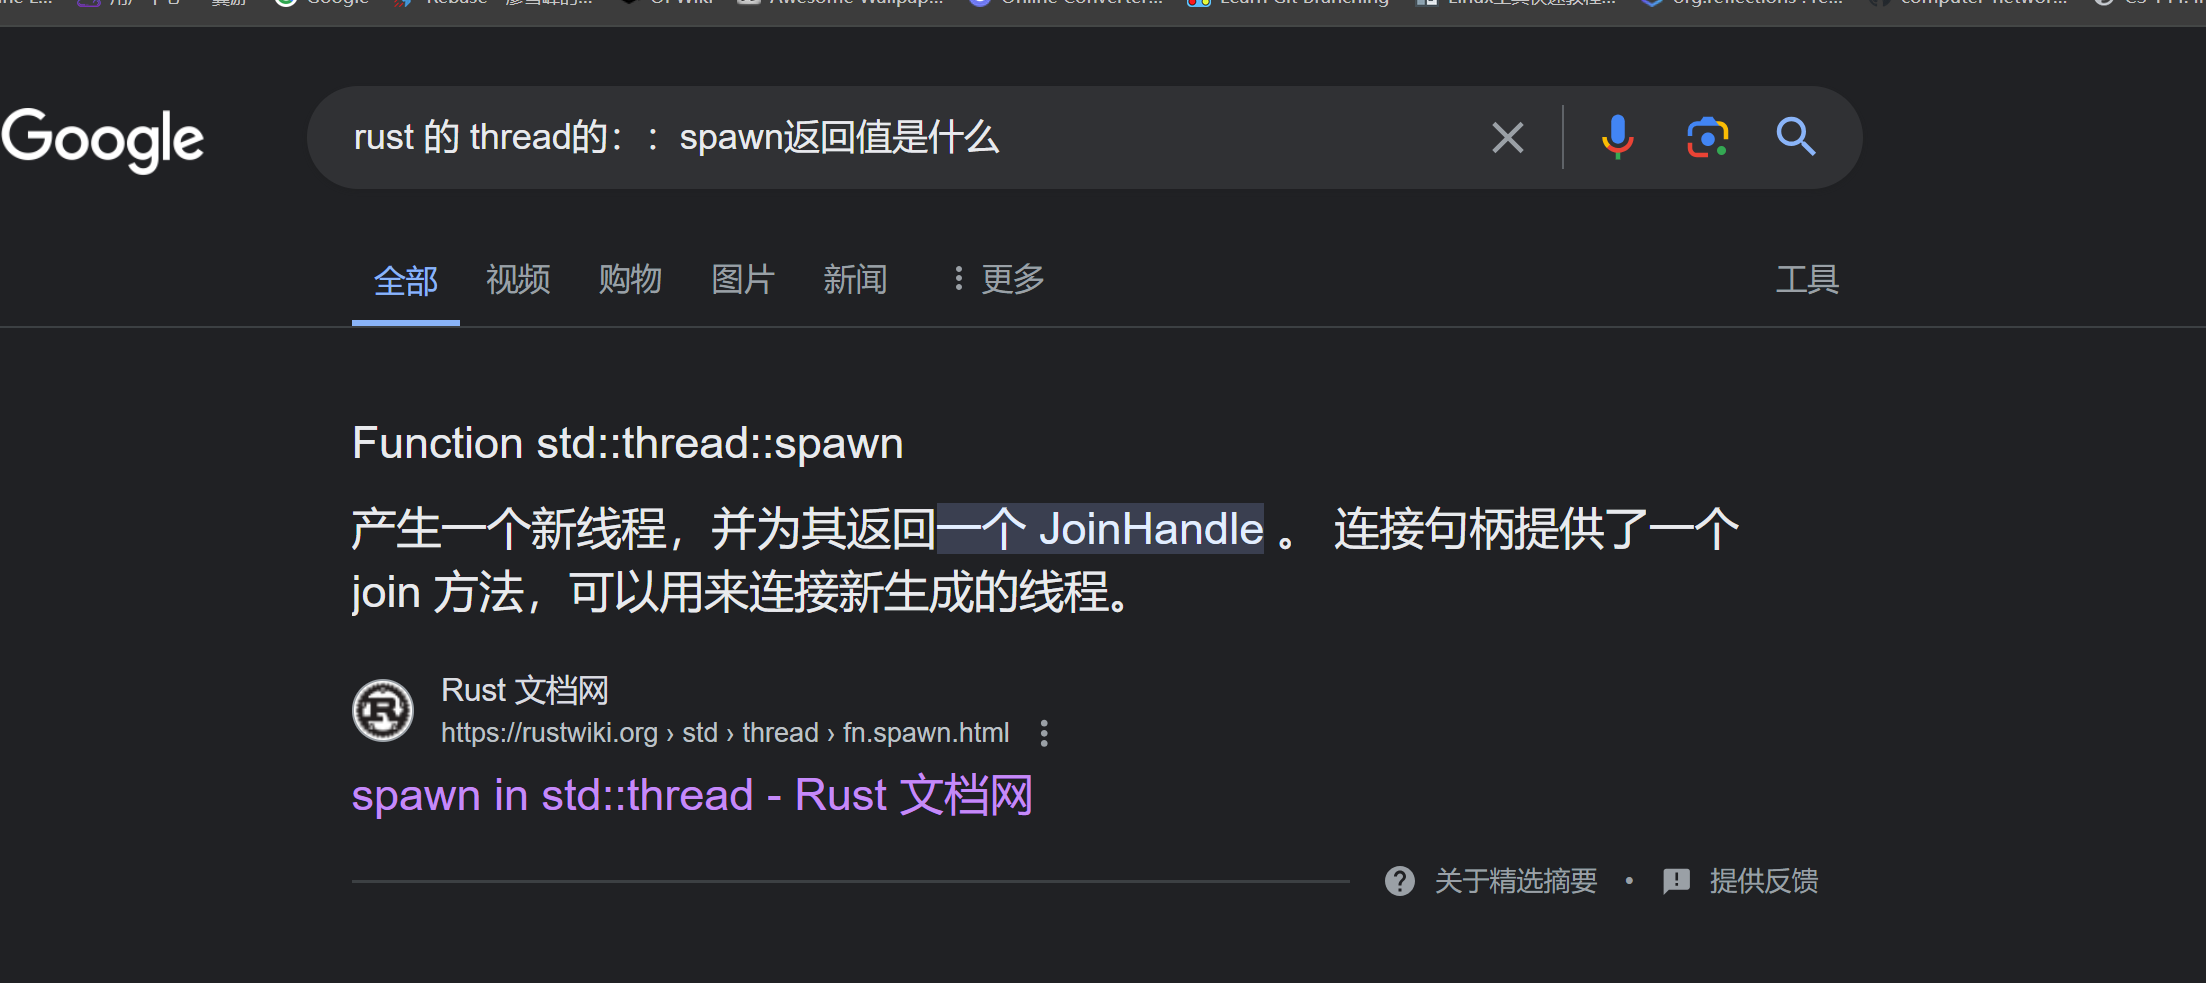 Google
rust 的 thread的：：spawn返回值是什么
全部 视频 购物 图片 新闻 更多 工具
Function std::thread::spawn
产生一个新线程，并为其返回一个 JoinHandle 。 连接句柄提供了一个
join 方法，可以用来连接新生成的线程。
Rust 文档网
https://rustwiki.org › std › thread › fn.spawn.html
spawn in std::thread - Rust 文档网
关于精选摘要 • 提供反馈